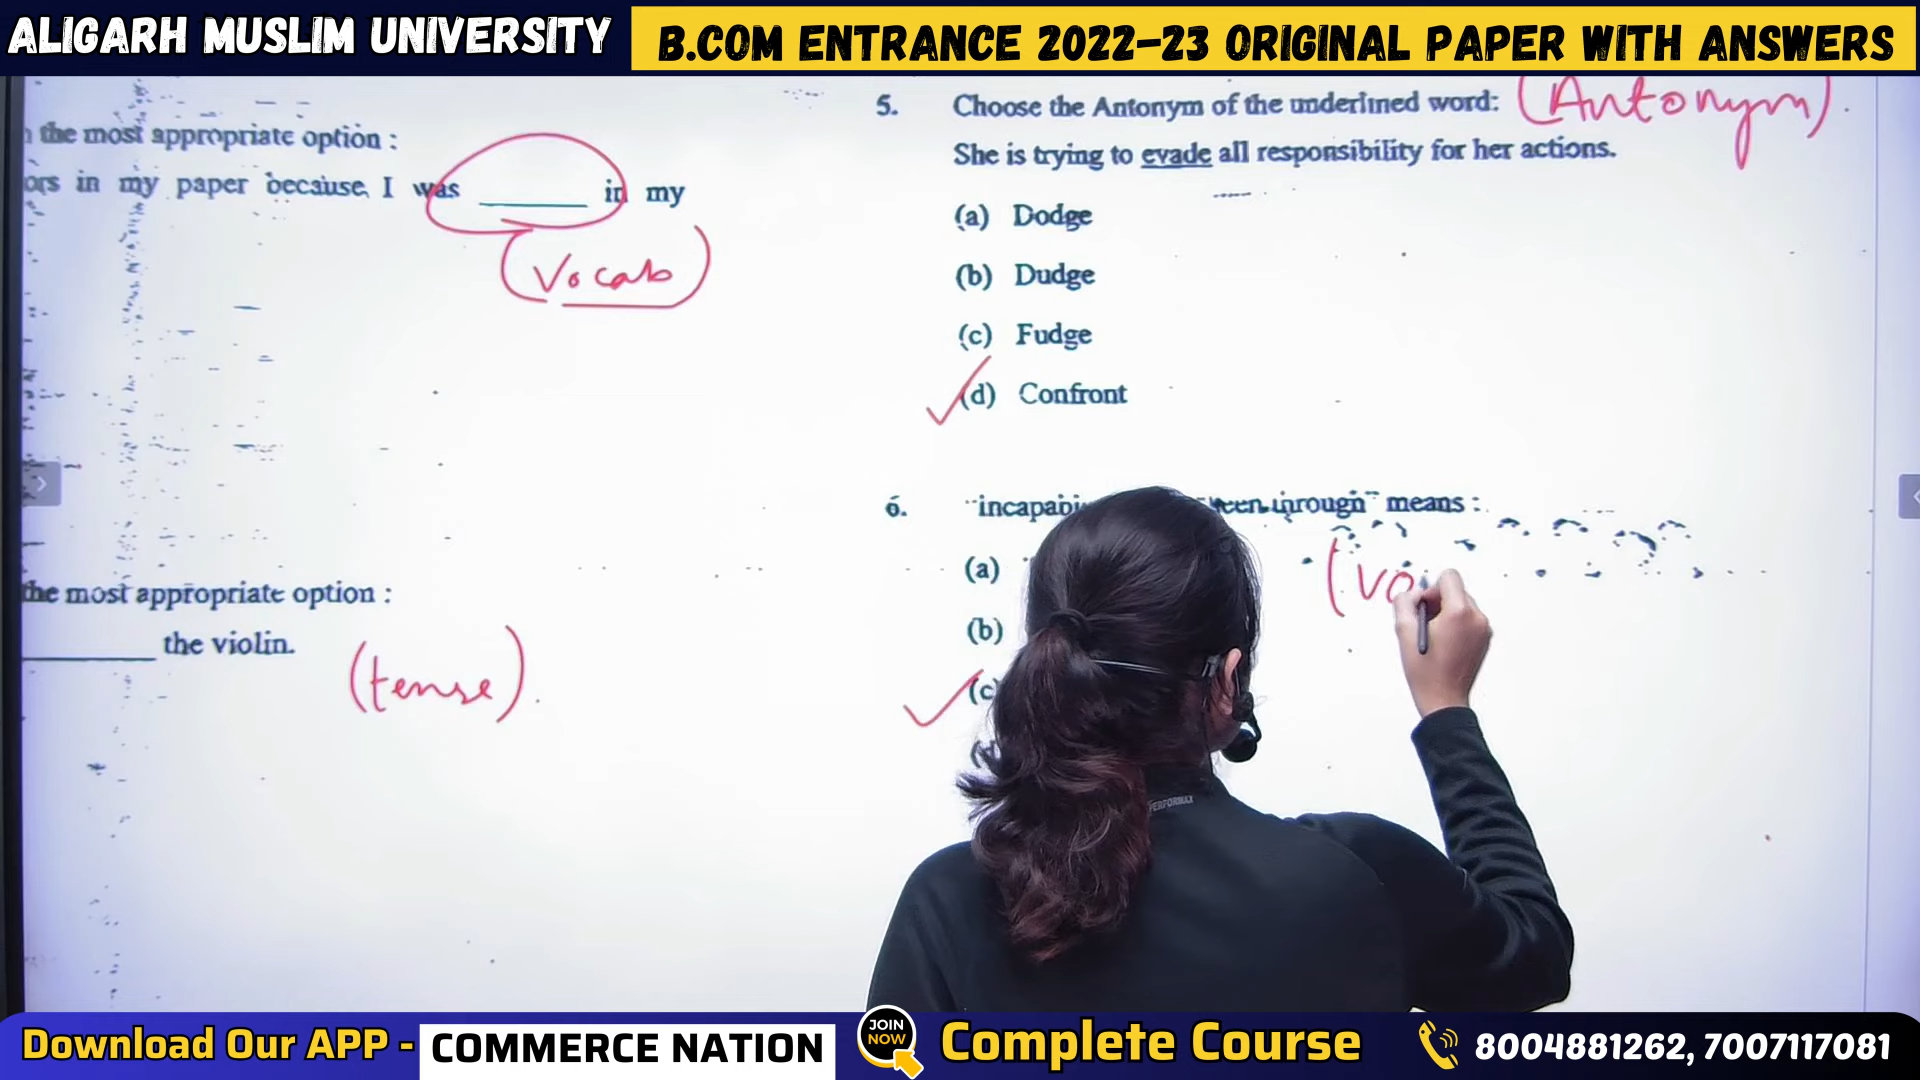 ALIGARH MUSLIM UNIVERSITY
B.COM ENTRANCE 2022-23 ORIGINAL PAPER WITH ANSWERS
the most appropriate option :
ors in my paper because I was ______ in my
(Vocab)
the most appropriate option :
______ the violin.
(tense).
5. Choose the Antonym of the underlined word: (Antonym)
She is trying to evade all responsibility for her actions.
(a) Dodge
(b) Dudge
(c) Fudge
(d) Confront
6. means :
(vo
(a)
(b)
(c)
PERFORMAX
Download Our APP - COMMERCE NATION
JOIN NOW
Complete Course
8004881262, 7007117081